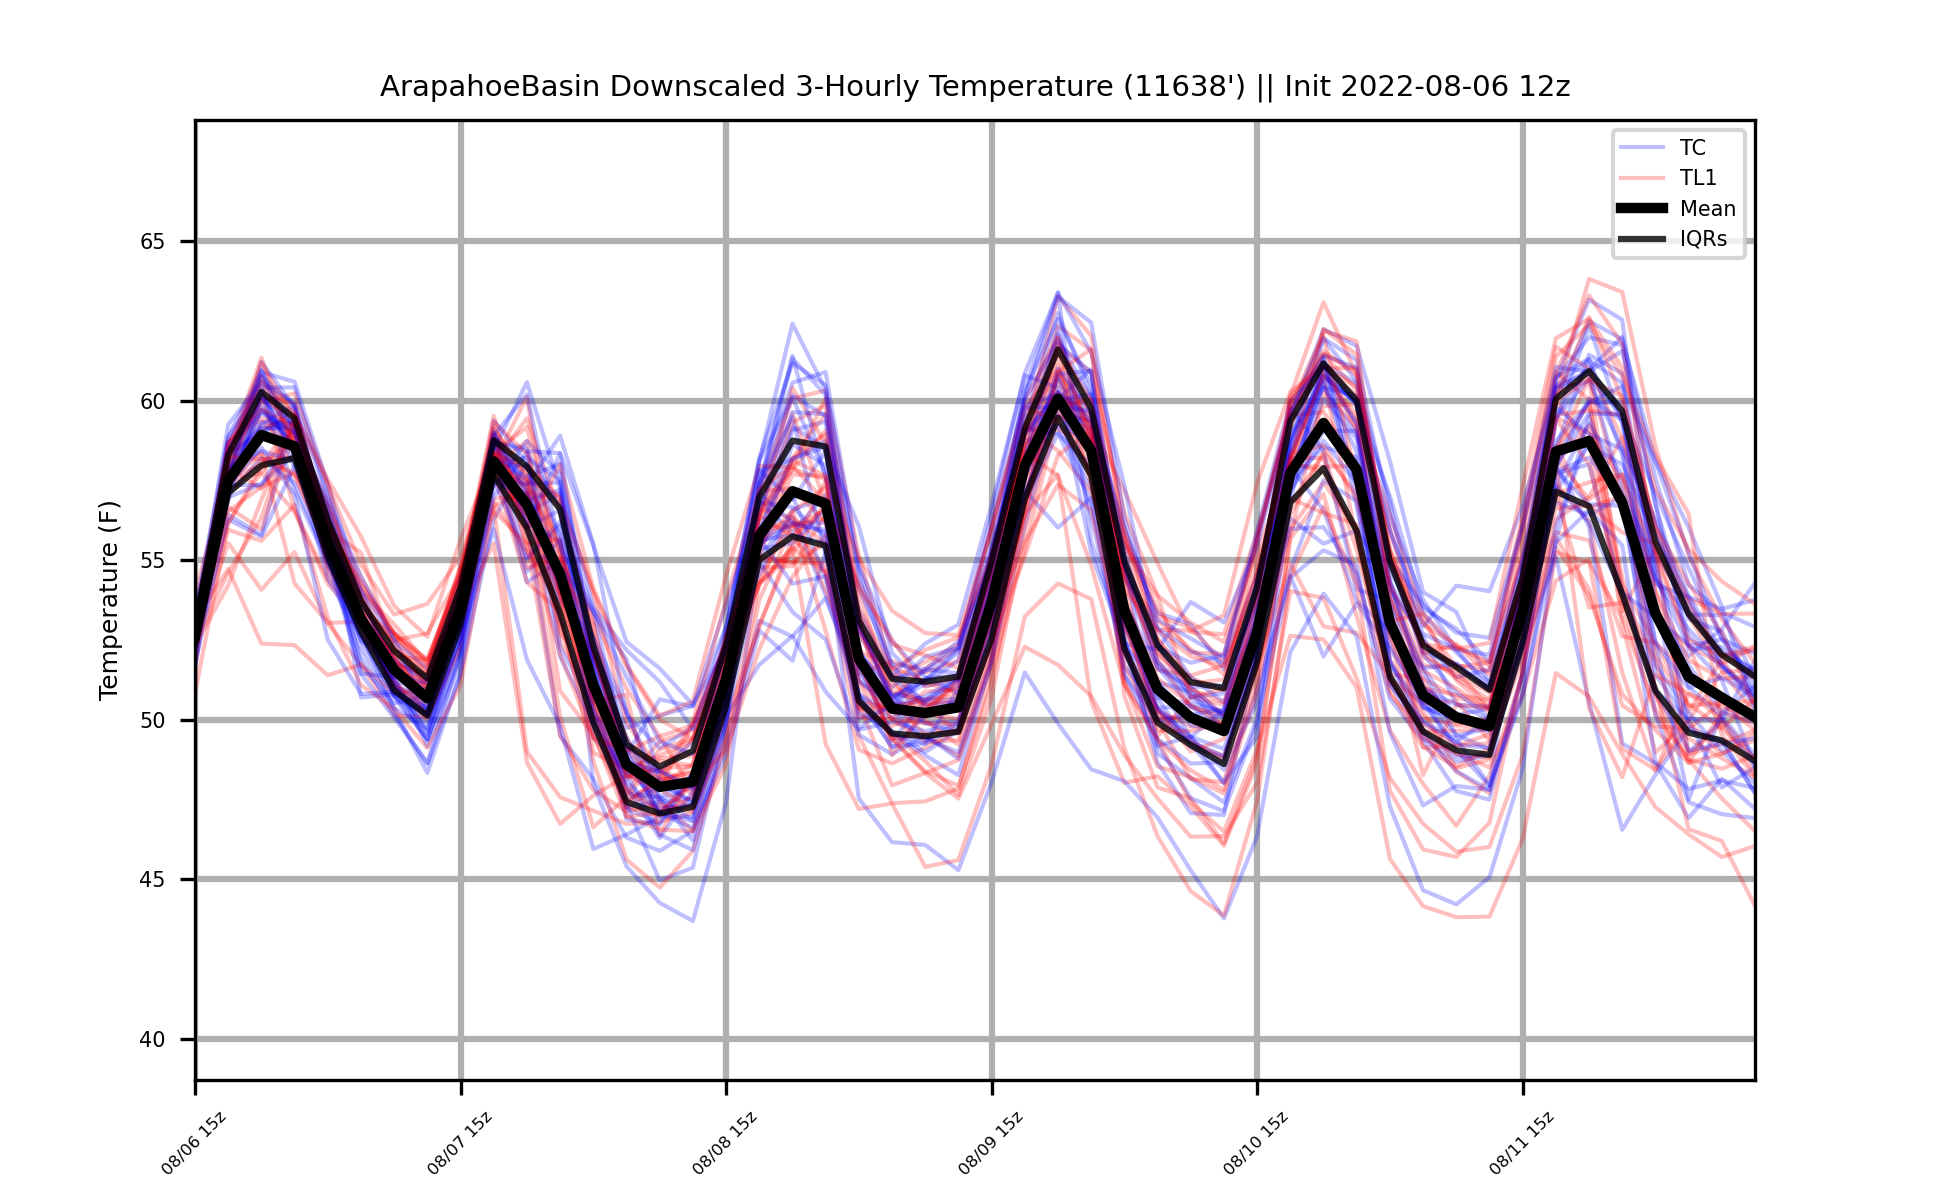 ArapahoeBasin Downscaled 3-Hourly Temperature (11638') || Init 2022-08-06 12z
TC
TL1
Mean
IQRs
Temperature (F)
65
60
55
50
45
40
08/06 15z
08/07 15z
08/08 15z
08/09 15z
08/10 15z
08/11 15z